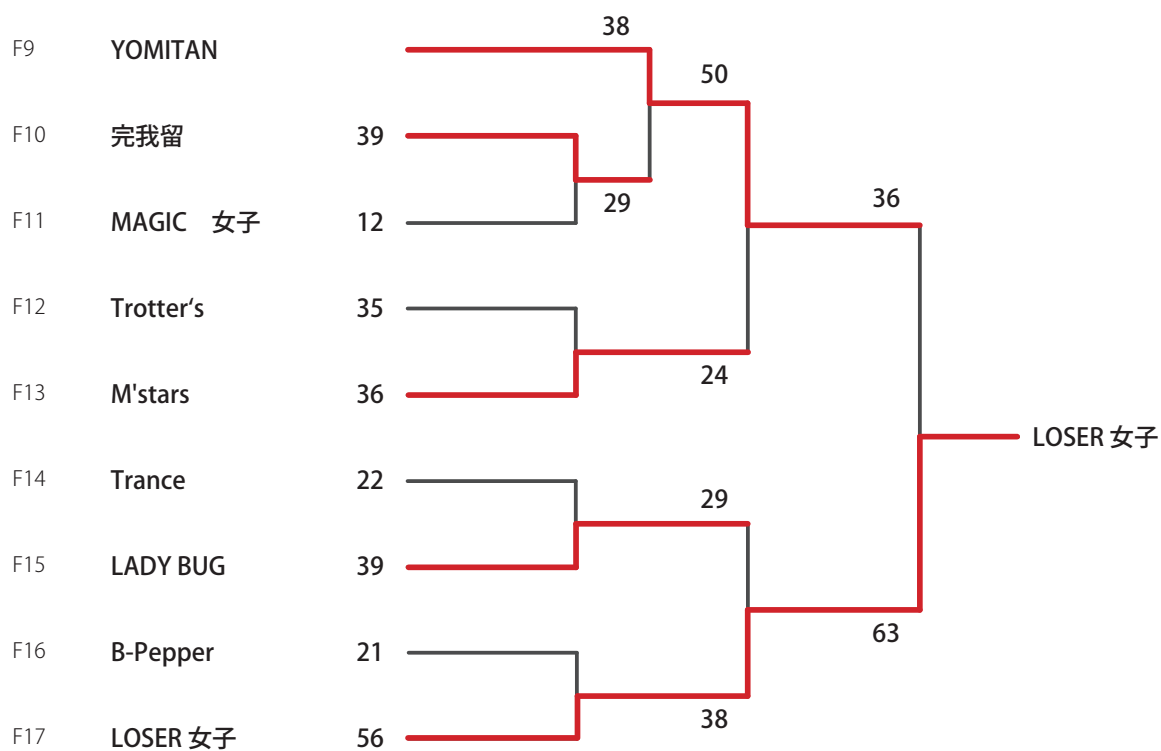 38
F9 YOMITAN
50
F10 完我留 39
29 36
F11 MAGIC　女子 12
F12 Trotter‘s 35
24
F13 M'stars 36
LOSER 女子
F14 Trance 22
29
F15 LADY BUG 39
63
F16 B-Pepper 21
38
F17 LOSER 女子 56